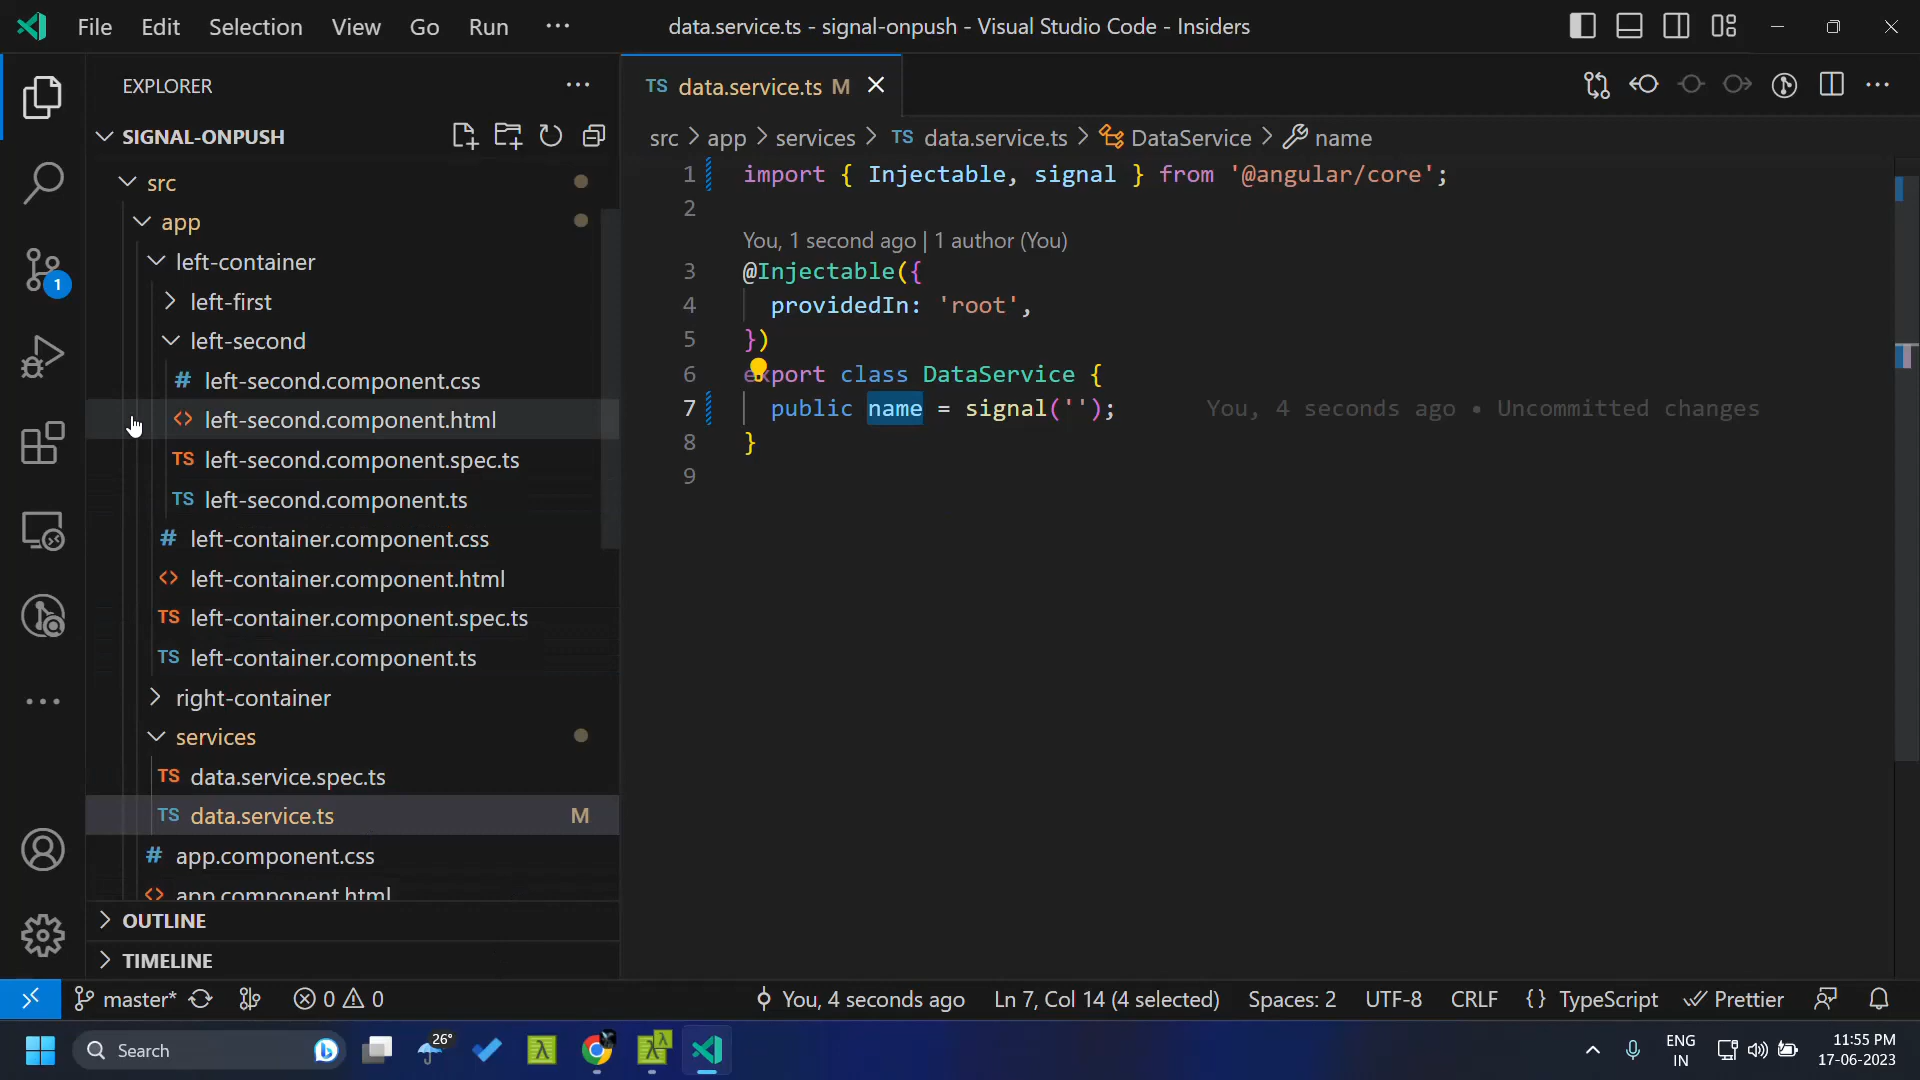 File Edit Selection View Go Run ···
data.service.ts - signal-onpush - Visual Studio Code - Insiders
EXPLORER
SIGNAL-ONPUSH
src
app
left-container
left-first
left-second
# left-second.component.css
<> left-second.component.html
TS left-second.component.spec.ts
TS left-second.component.ts
# left-container.component.css
<> left-container.component.html
TS left-container.component.spec.ts
TS left-container.component.ts
right-container
services
TS data.service.spec.ts
TS data.service.ts M
# app.component.css
<> app.component.html
OUTLINE
TIMELINE
1
TS data.service.ts M
src > app > services > TS data.service.ts > DataService > name
1 import { Injectable, signal } from '@angular/core';
2
You, 1 second ago | 1 author (You)
3 @Injectable({
4 providedIn: 'root',
5 })
6 export class DataService {
7 public name = signal(''); You, 4 seconds ago • Uncommitted changes
8 }
9
master* 0 0 You, 4 seconds ago Ln 7, Col 14 (4 selected) Spaces: 2 UTF-8 CRLF {} TypeScript Prettier
Search 26° ENG IN 11:55 PM
17-06-2023